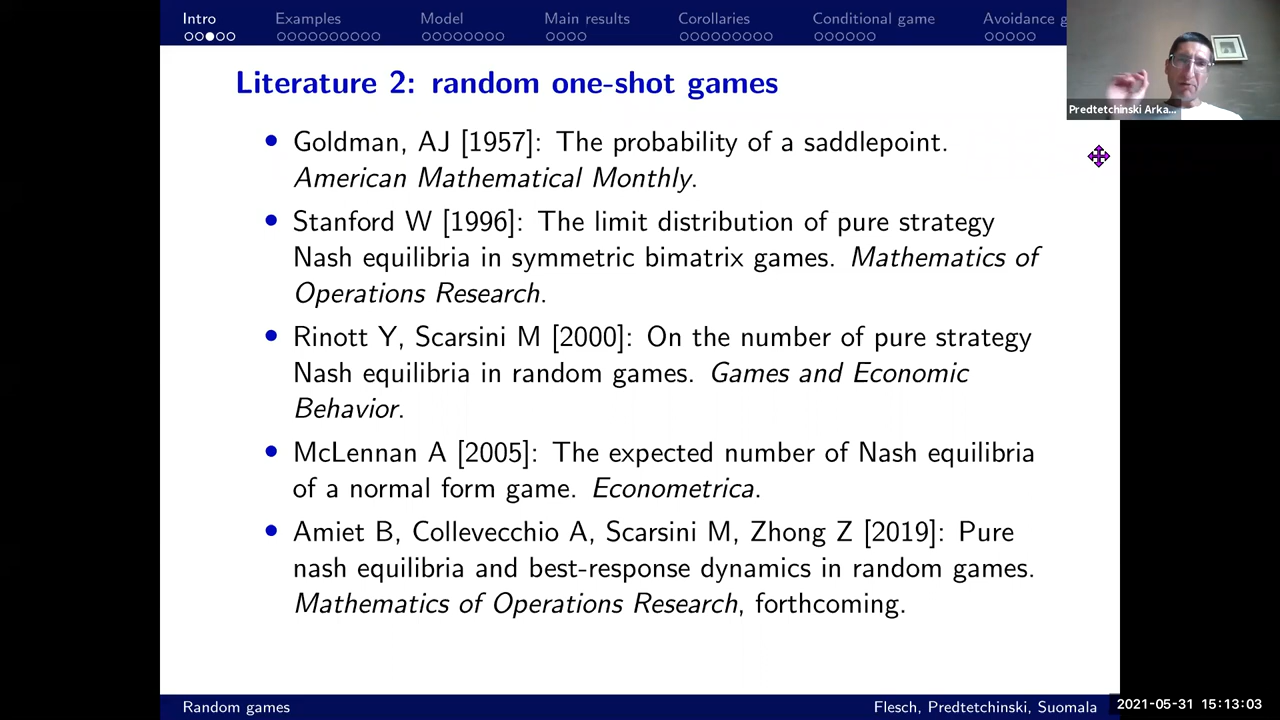 Intro Examples Model Main results Corollaries Conditional game Avoidance g
Predtetchinski Arka...
Literature 2: random one-shot games
• Goldman, AJ [1957]: The probability of a saddlepoint.
American Mathematical Monthly.
• Stanford W [1996]: The limit distribution of pure strategy
Nash equilibria in symmetric bimatrix games. Mathematics of
Operations Research.
• Rinott Y, Scarsini M [2000]: On the number of pure strategy
Nash equilibria in random games. Games and Economic
Behavior.
• McLennan A [2005]: The expected number of Nash equilibria
of a normal form game. Econometrica.
• Amiet B, Collevecchio A, Scarsini M, Zhong Z [2019]: Pure
nash equilibria and best-response dynamics in random games.
Mathematics of Operations Research, forthcoming.
Random games Flesch, Predtetchinski, Suomala 2021-05-31 15:13:03